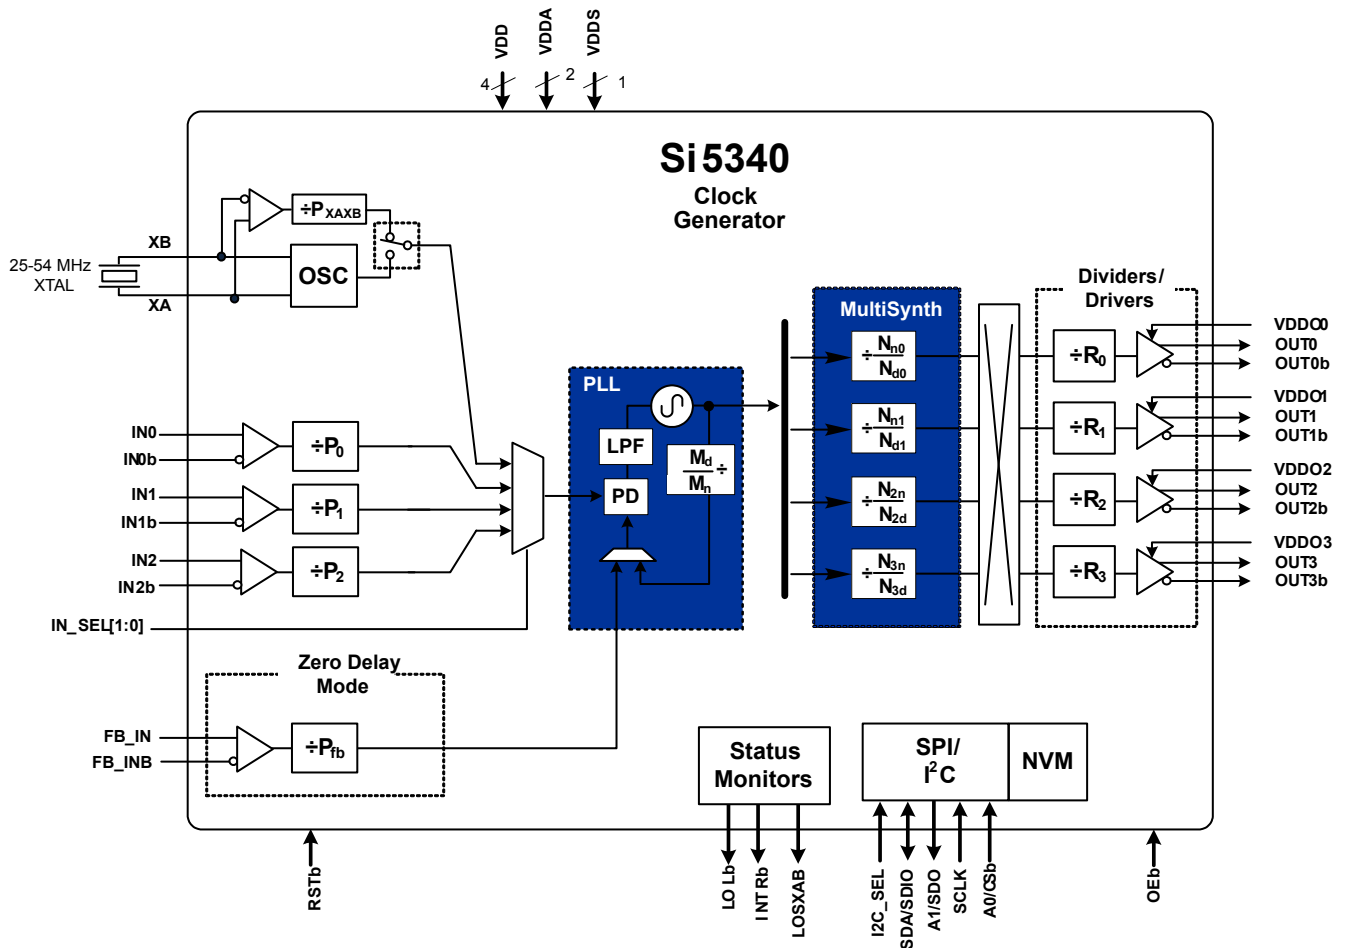 VDD
VDDA
VDDS
4
2
1
Si5340
Clock
Generator
÷PXAXB
XB
25-54 MHz
XTAL
OSC
XA
Dividers/
Drivers
MultiSynth
VDDO0
÷Nn0/Nd0
÷R0
OUT0
OUT0b
PLL
VDDO1
IN0
÷P0
LPF
Md/Mn÷
÷Nn1/Nd1
÷R1
OUT1
OUT1b
IN0b
VDDO2
IN1
÷P1
PD
÷N2n/N2d
÷R2
OUT2
OUT2b
IN1b
VDDO3
IN2
÷P2
÷N3n/N3d
÷R3
OUT3
OUT3b
IN2b
IN_SEL[1:0]
Zero Delay
Mode
FB_IN
÷Pfb
FB_INB
Status
Monitors
SPI/
I2C
NVM
RSTb
LOLb
INTRb
LOSXAB
I2C_SEL
SDA/SDIO
A1/SDO
SCLK
A0/CSb
OEb